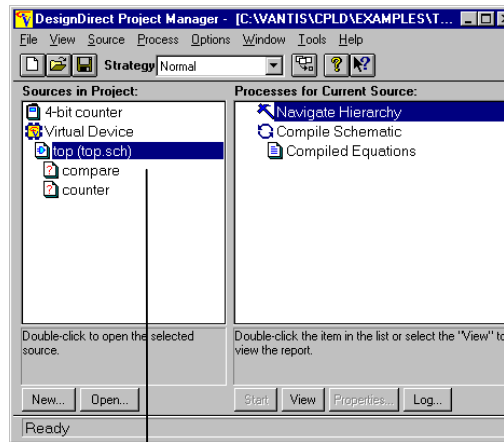 DesignDirect Project Manager - [C:\VANTIS\CPLD\EXAMPLES\T...
File View Source Process Options Window Tools Help
Strategy Normal
Sources in Project: Processes for Current Source:
4-bit counter Navigate Hierarchy
Virtual Device Compile Schematic
top (top.sch) Compiled Equations
compare
counter
Double-click to open the selected Double-click the item in the list or select the "View" to
source. view the report.
New... Open... Start View Properties... Log...
Ready